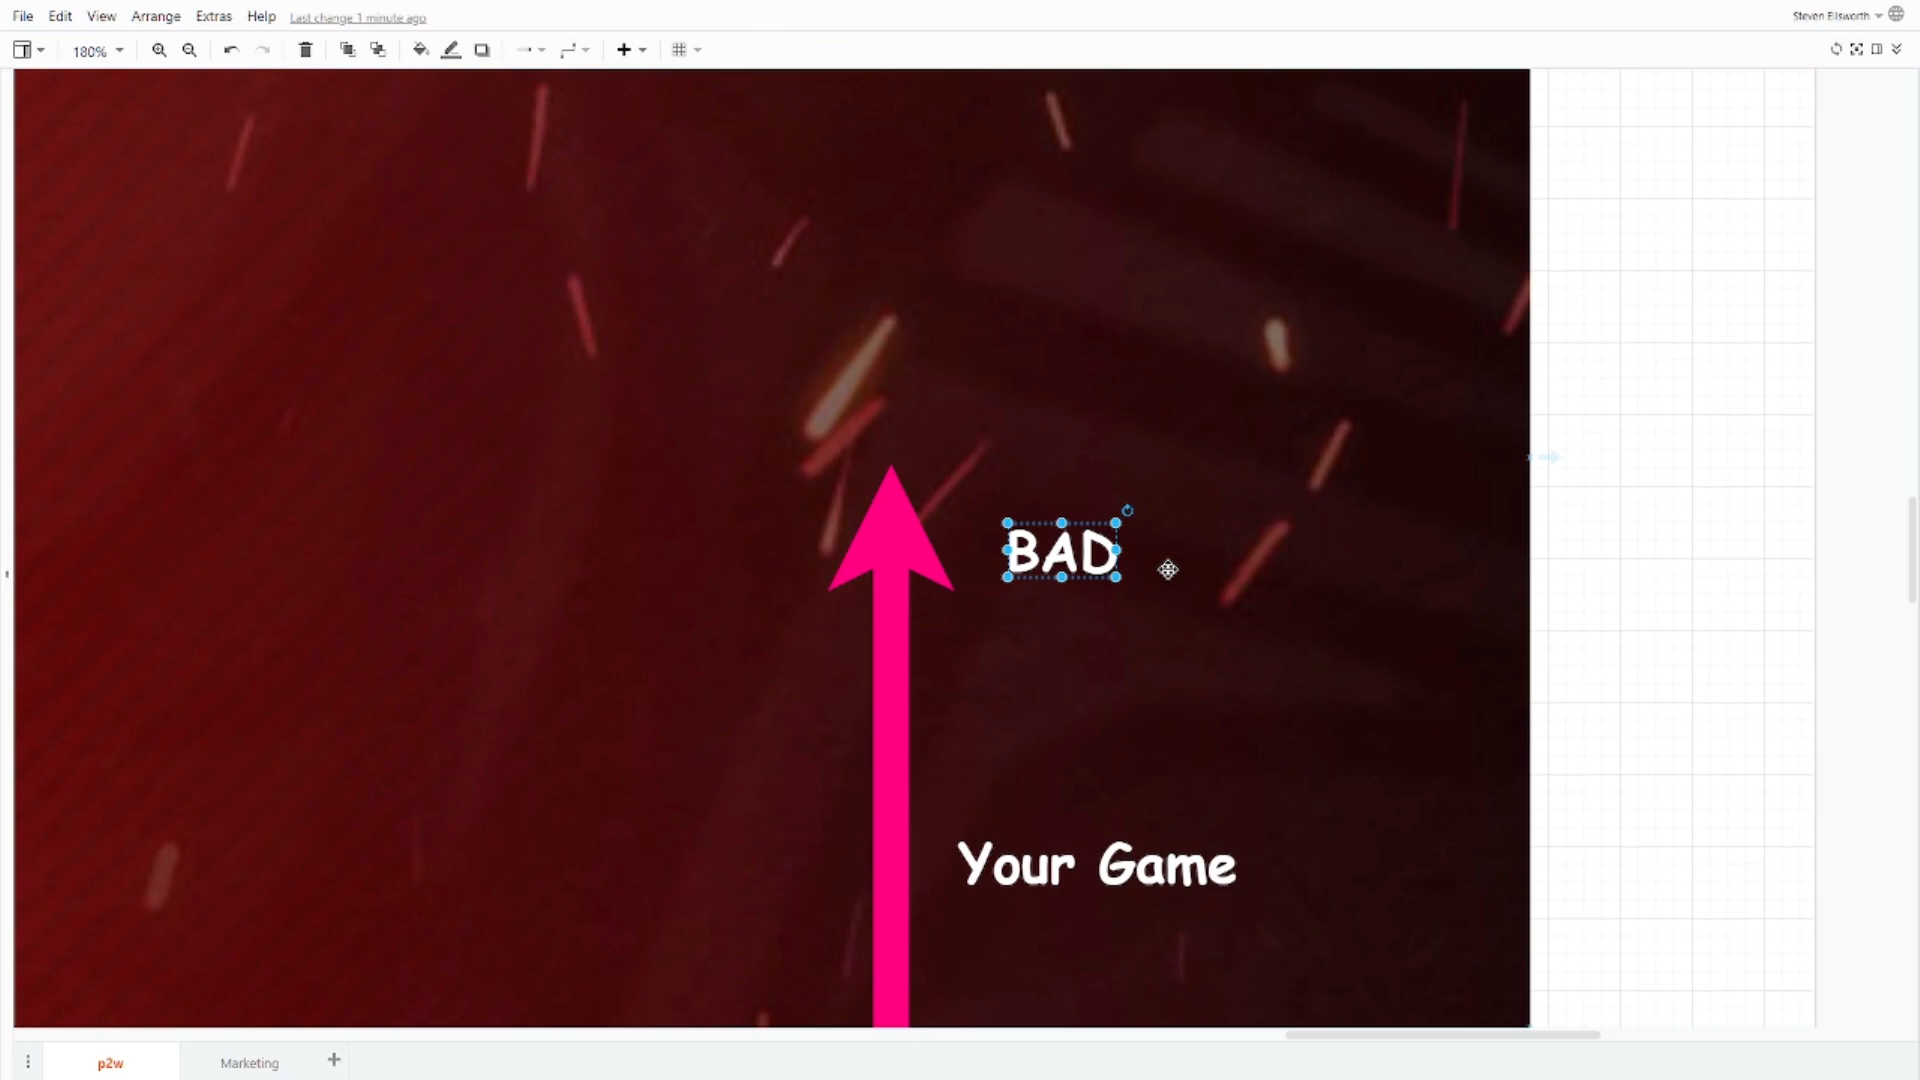 File Edit View Arrange Extras Help Last change 1 minute ago Steven Ellsworth
180%
BAD
Your Game
p2w Marketing